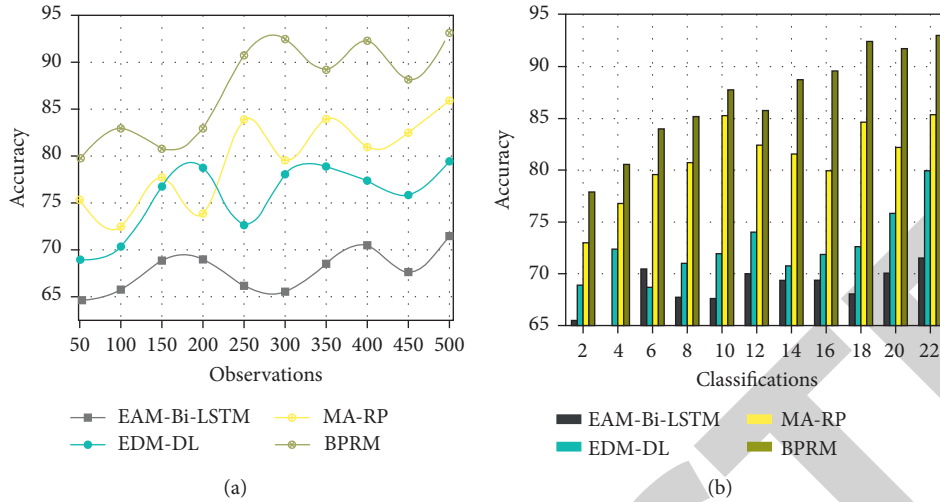 95
90
85
80
75
70
65
Accuracy
50 100 150 200 250 300 350 400 450 500
Observations
EAM-Bi-LSTM
MA-RP
EDM-DL
BPRM
(a)
95
90
85
80
75
70
65
Accuracy
2 4 6 8 10 12 14 16 18 20 22
Classifications
EAM-Bi-LSTM
MA-RP
EDM-DL
BPRM
(b)